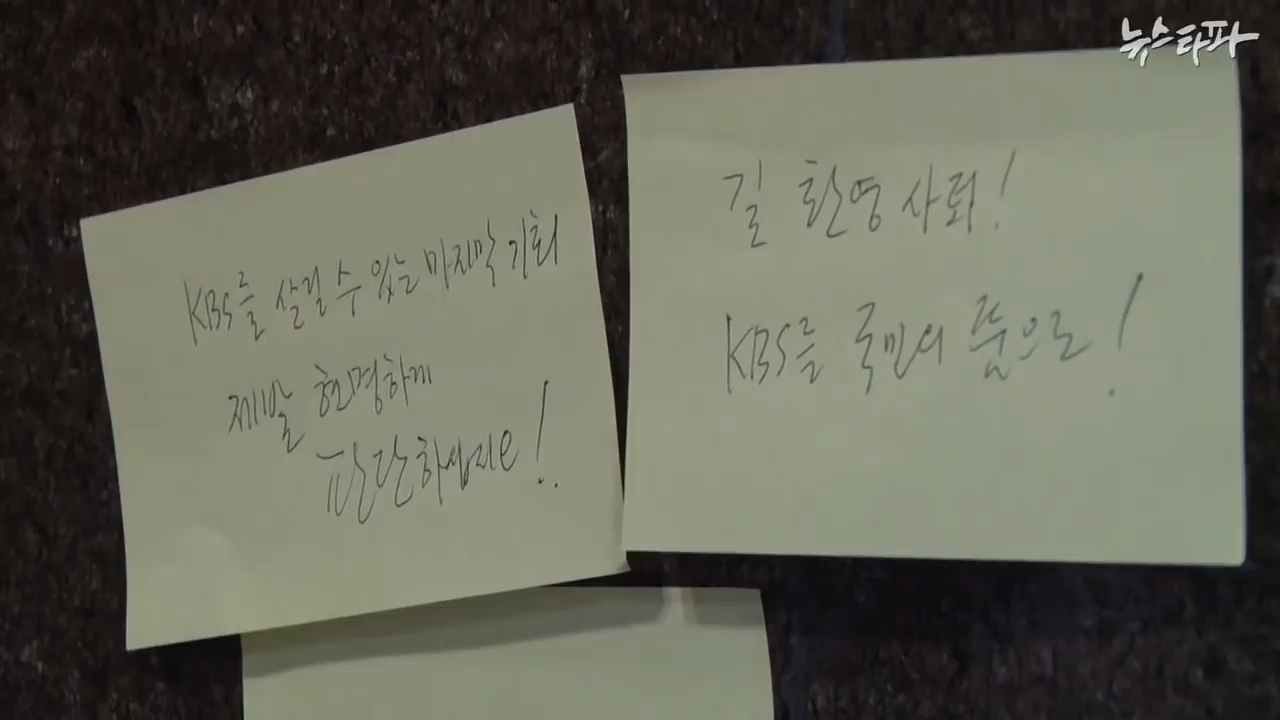 뉴스타파
KBS를 살릴 수 있는 마지막 기회
제발 현명하게
판단하십시오!
길 환영 사퇴!
KBS를 국민의 품으로!